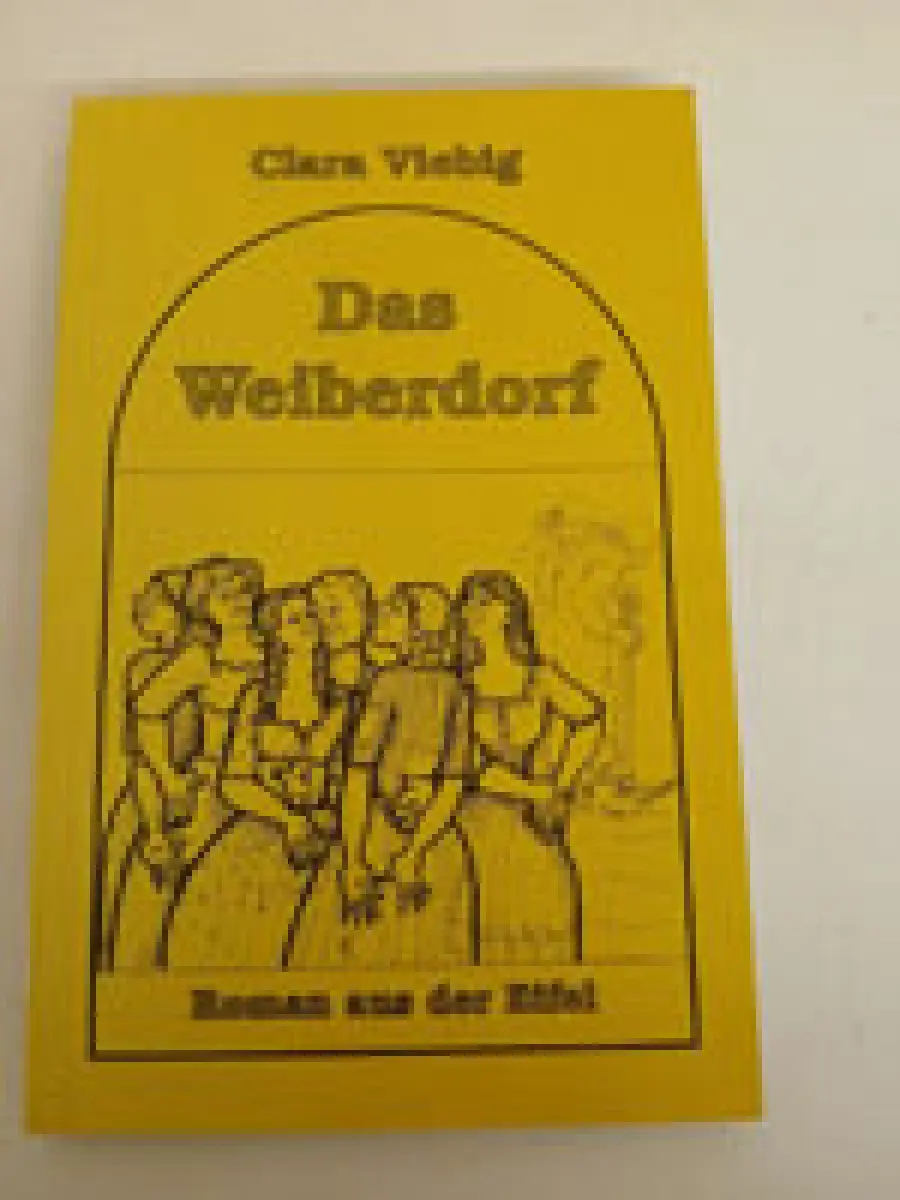 Clara Viebig
Das
Weiberdorf
Roman aus der Eifel